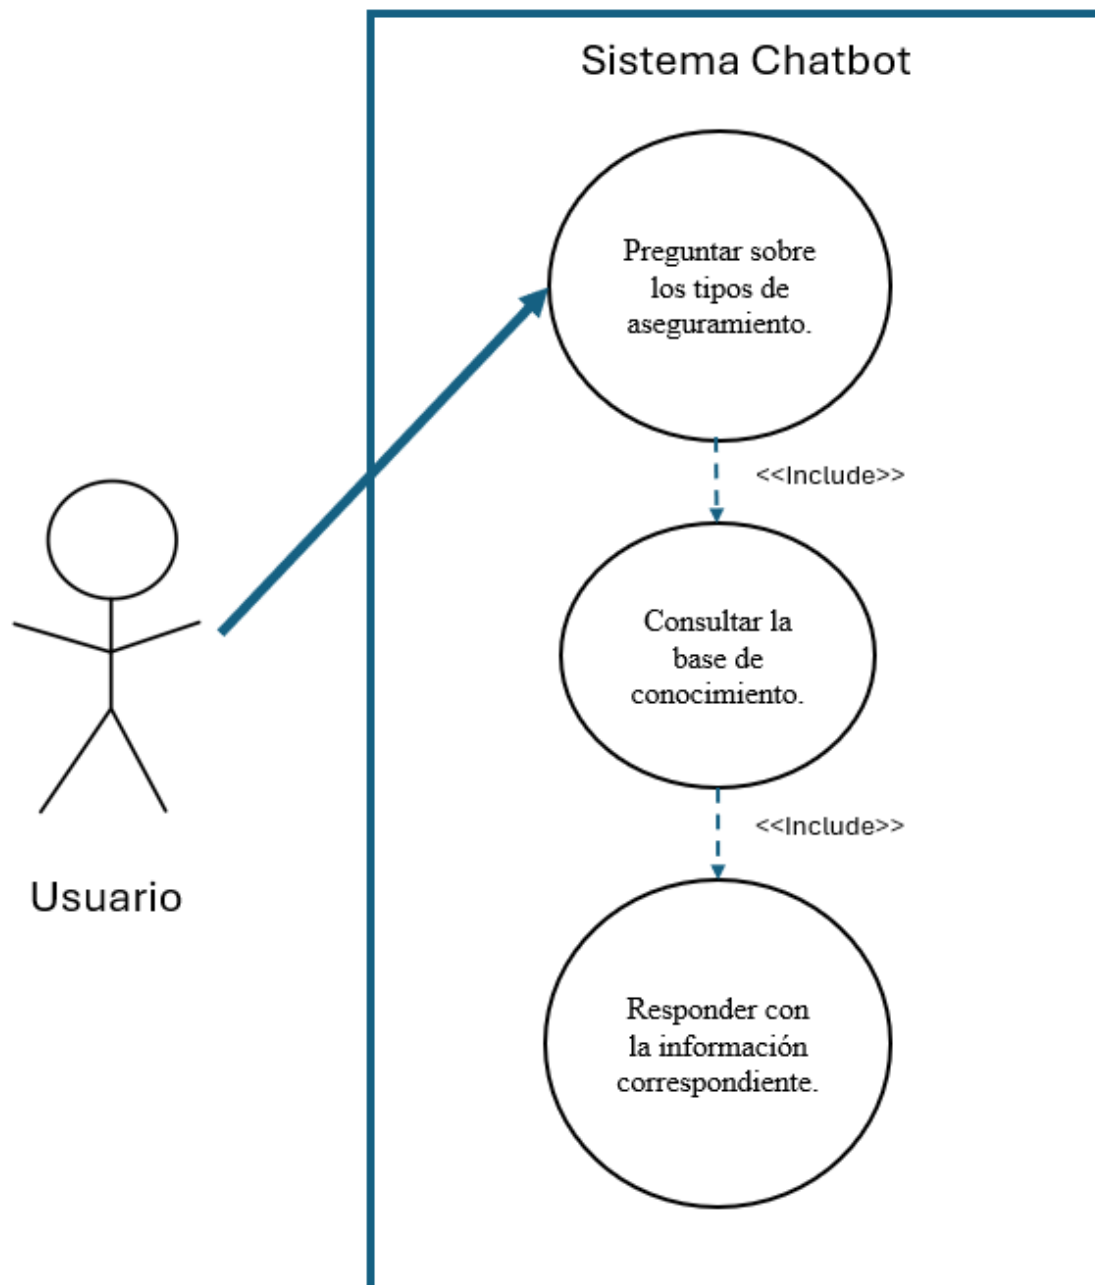 Sistema Chatbot
Preguntar sobre
los tipos de
aseguramiento.
<<Include>>
Consultar la
base de
conocimiento.
<<Include>>
Usuario
Responder con
la información
correspondiente.